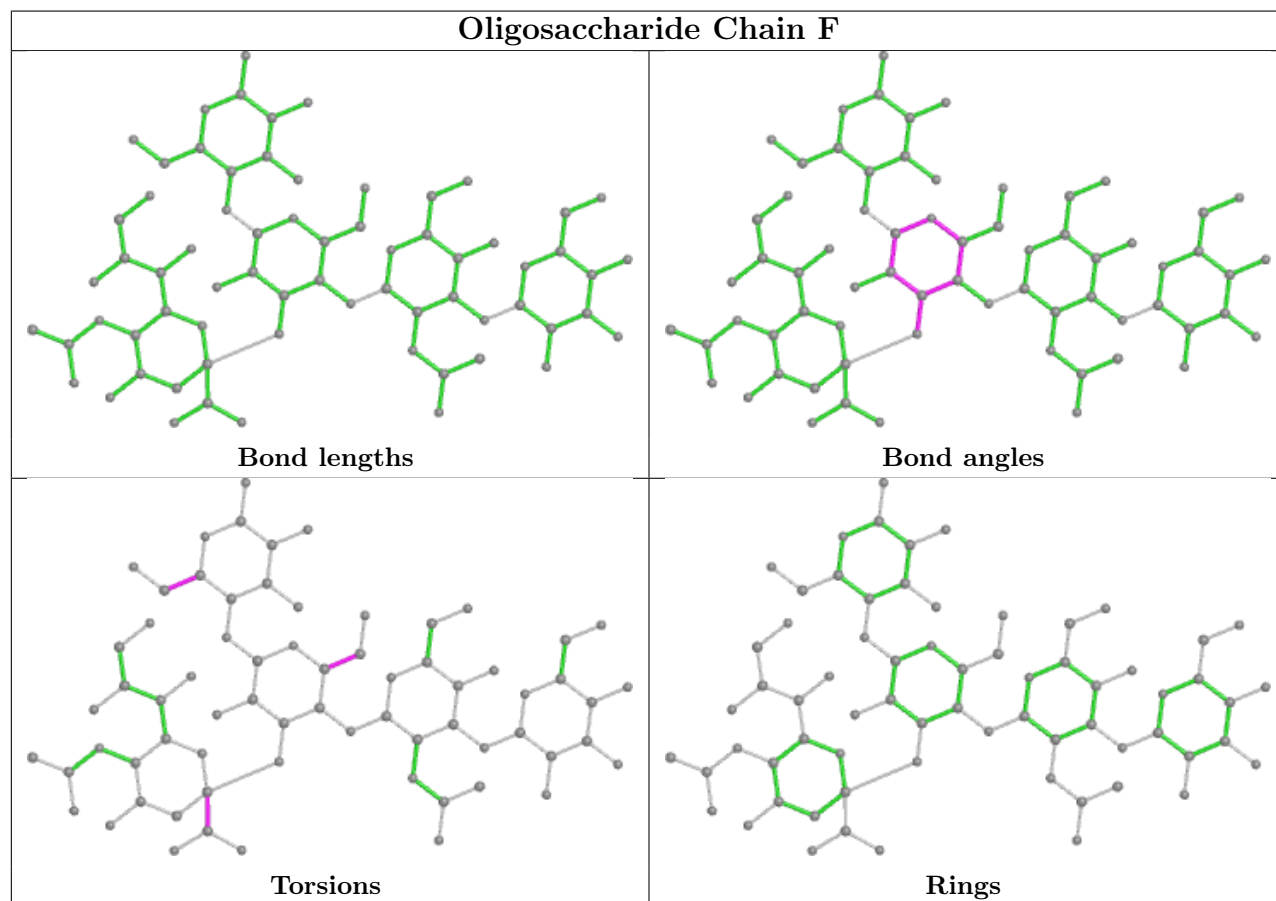 Oligosaccharide Chain F
Bond lengths
Bond angles
Torsions
Rings